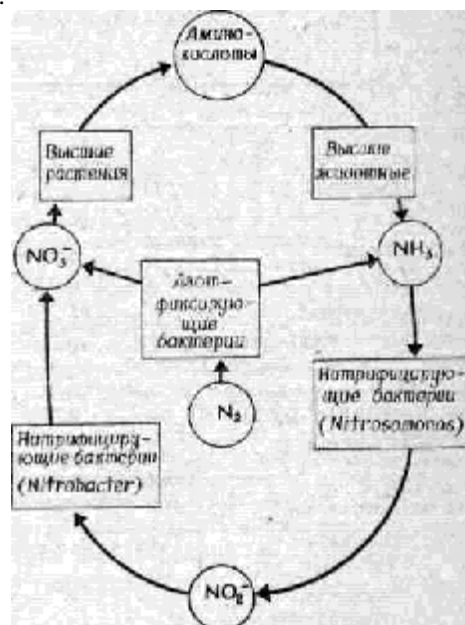 Амино-
кислоты
Высшие
растения
Высшие
животные
NO₃⁻
NH₃
Азот-
фиксирую-
щие
бактерии
N₂
Нитрифицирую-
щие бактерии
(Nitrosomonas)
Нитрифициру-
ющие бактерии
(Nitrobacter)
NO₂⁻